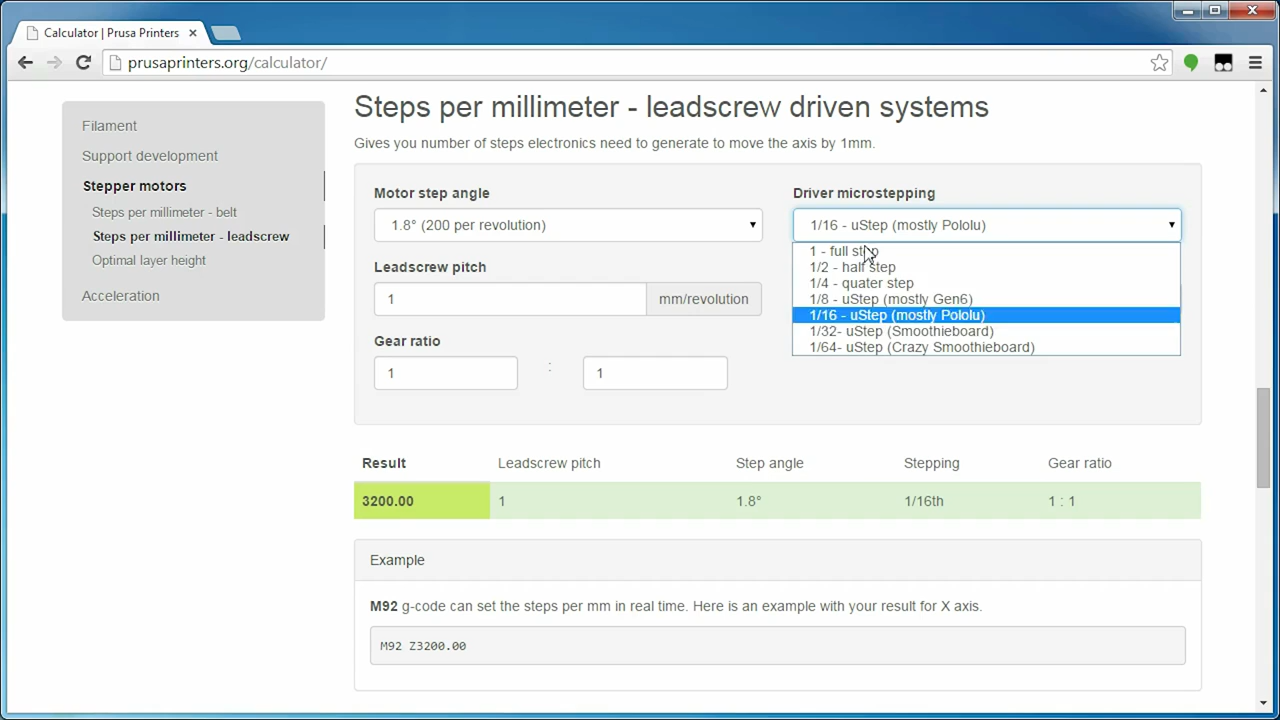 Calculator | Prusa Printers
prusaprinters.org/calculator/
Filament
Support development
Stepper motors
Steps per millimeter - belt
Steps per millimeter - leadscrew
Optimal layer height
Acceleration
Steps per millimeter - leadscrew driven systems
Gives you number of steps electronics need to generate to move the axis by 1mm.
Motor step angle
1.8° (200 per revolution)
Leadscrew pitch
1 mm/revolution
Gear ratio
1 : 1
Driver microstepping
1/16 - uStep (mostly Pololu)
1 - full step
1/2 - half step
1/4 - quater step
1/8 - uStep (mostly Gen6)
1/16 - uStep (mostly Pololu)
1/32- uStep (Smoothieboard)
1/64- uStep (Crazy Smoothieboard)
Result Leadscrew pitch Step angle Stepping Gear ratio
3200.00 1 1.8° 1/16th 1 : 1
Example
M92 g-code can set the steps per mm in real time. Here is an example with your result for X axis.
M92 Z3200.00